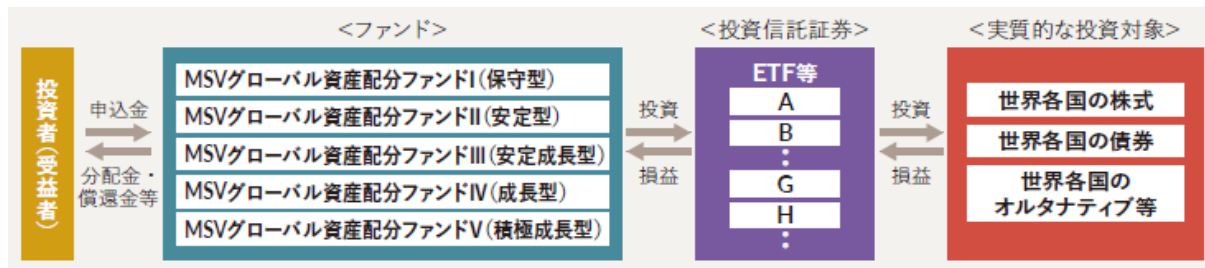 <ファンド>
<投資信託証券>
<実質的な投資対象>
投資者(受益者)
申込金
分配金・
償還金等
MSVグローバル資産配分ファンドI(保守型)
MSVグローバル資産配分ファンドII(安定型)
MSVグローバル資産配分ファンドIII(安定成長型)
MSVグローバル資産配分ファンドIV(成長型)
MSVグローバル資産配分ファンドV(積極成長型)
投資
損益
ETF等
A
B
⋮
G
H
⋮
投資
損益
世界各国の株式
世界各国の債券
世界各国の
オルタナティブ等